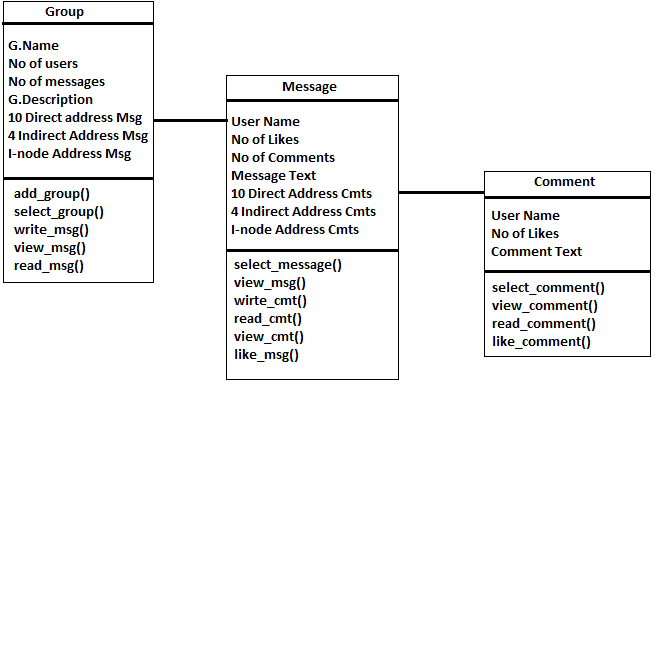 Group
G.Name
No of users
No of messages
G.Description
10 Direct address Msg
4 Indirect Address Msg
I-node Address Msg
add_group()
select_group()
write_msg()
view_msg()
read_msg()
Message
User Name
No of Likes
No of Comments
Message Text
10 Direct Address Cmts
4 Indirect Address Cmts
I-node Address Cmts
select_message()
view_msg()
wirte_cmt()
read_cmt()
view_cmt()
like_msg()
Comment
User Name
No of Likes
Comment Text
select_comment()
view_comment()
read_comment()
like_comment()